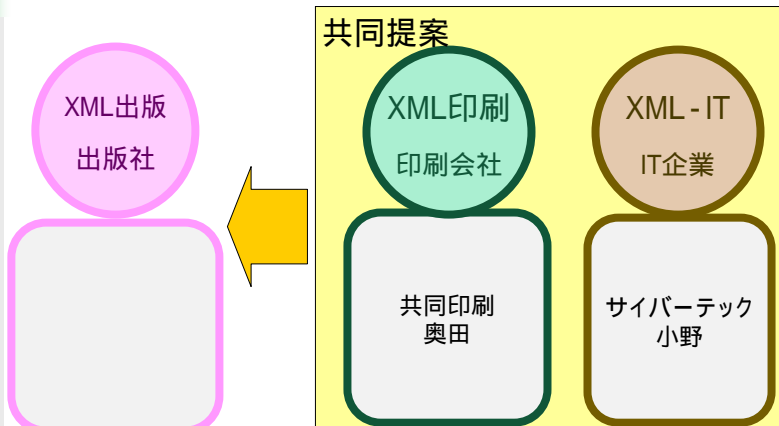 共同提案
XML出版
出版社
XML印刷
印刷会社
XML-IT
IT企業
共同印刷
奥田
サイバーテック
小野